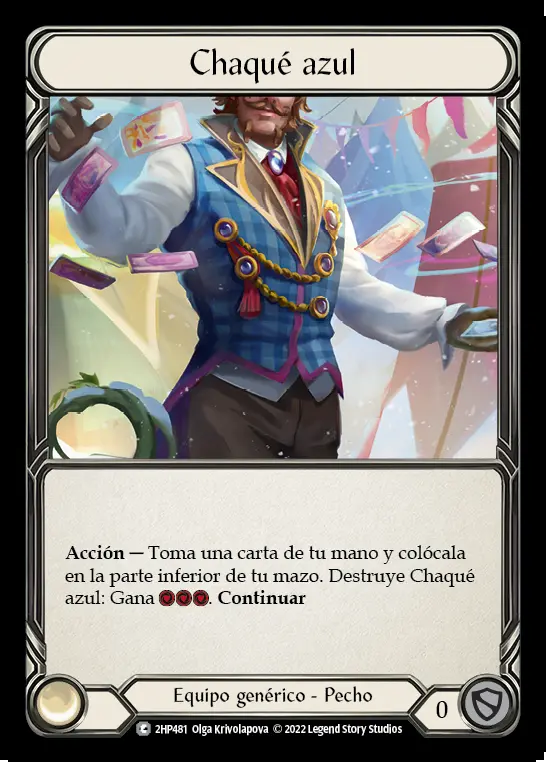 Chaqué azul
Acción — Toma una carta de tu mano y colócala
en la parte inferior de tu mazo. Destruye Chaqué
azul: Gana . Continuar
Equipo genérico - Pecho
0
C 2HP481 Olga Krivolapova © 2022 Legend Story Studios